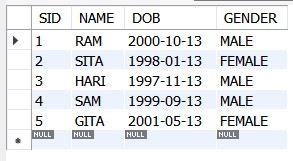 SID NAME DOB GENDER
1 RAM 2000-10-13 MALE
2 SITA 1998-01-13 FEMALE
3 HARI 1997-11-13 MALE
4 SAM 1999-09-13 MALE
5 GITA 2001-05-13 FEMALE
NULL NULL NULL NULL